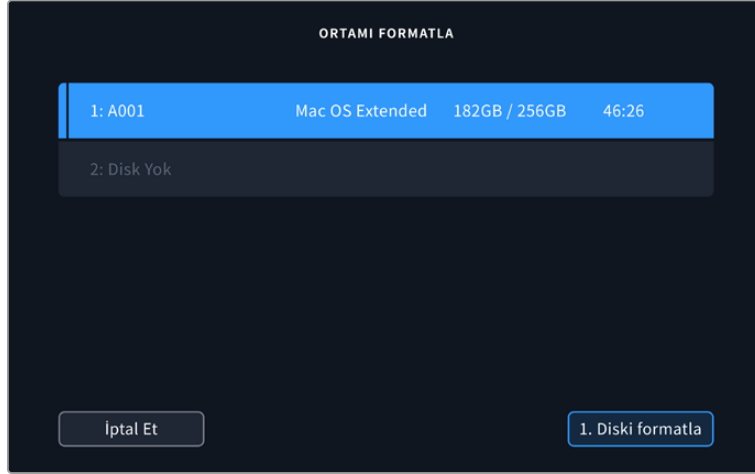 ORTAMI FORMATLA
1: A001 Mac OS Extended 182GB / 256GB 46:26
2: Disk Yok
İptal Et 1. Diski formatla